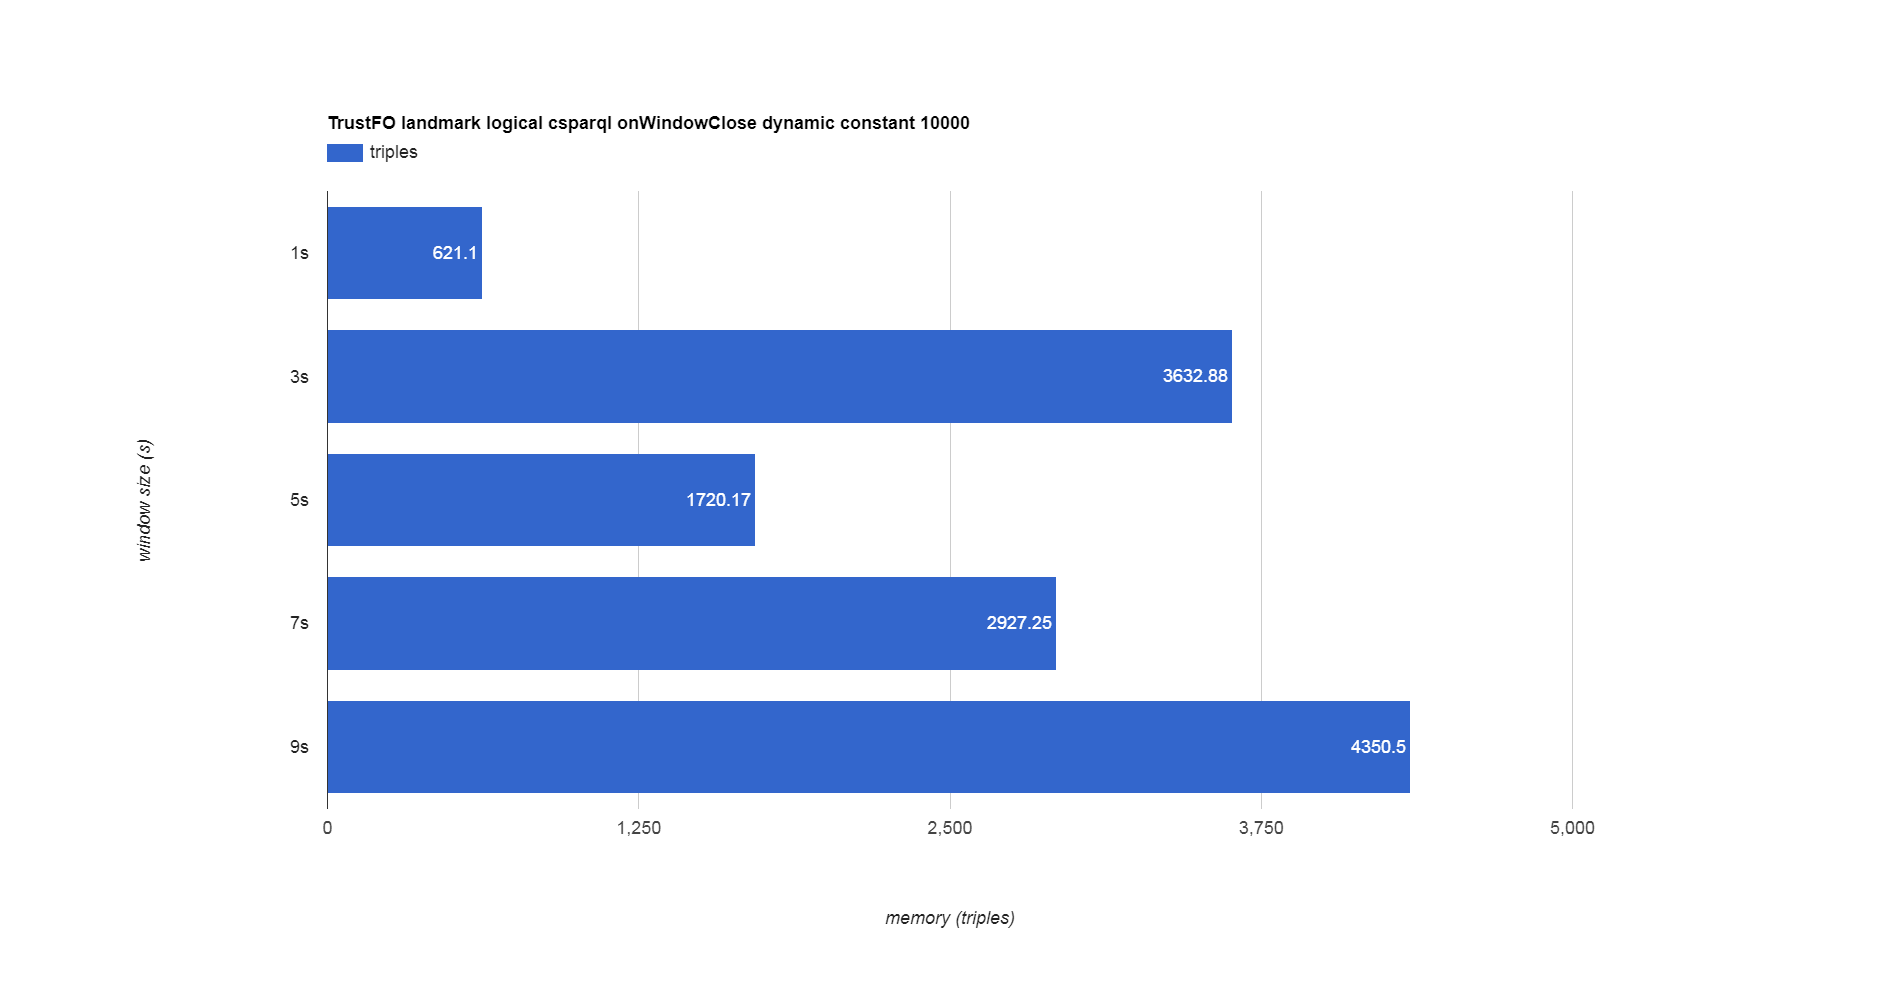 TrustFO landmark logical csparql onWindowClose dynamic constant 10000
triples
window size (s)
1s
621.1
3s
3632.88
5s
1720.17
7s
2927.25
9s
4350.5
0
1,250
2,500
3,750
5,000
memory (triples)